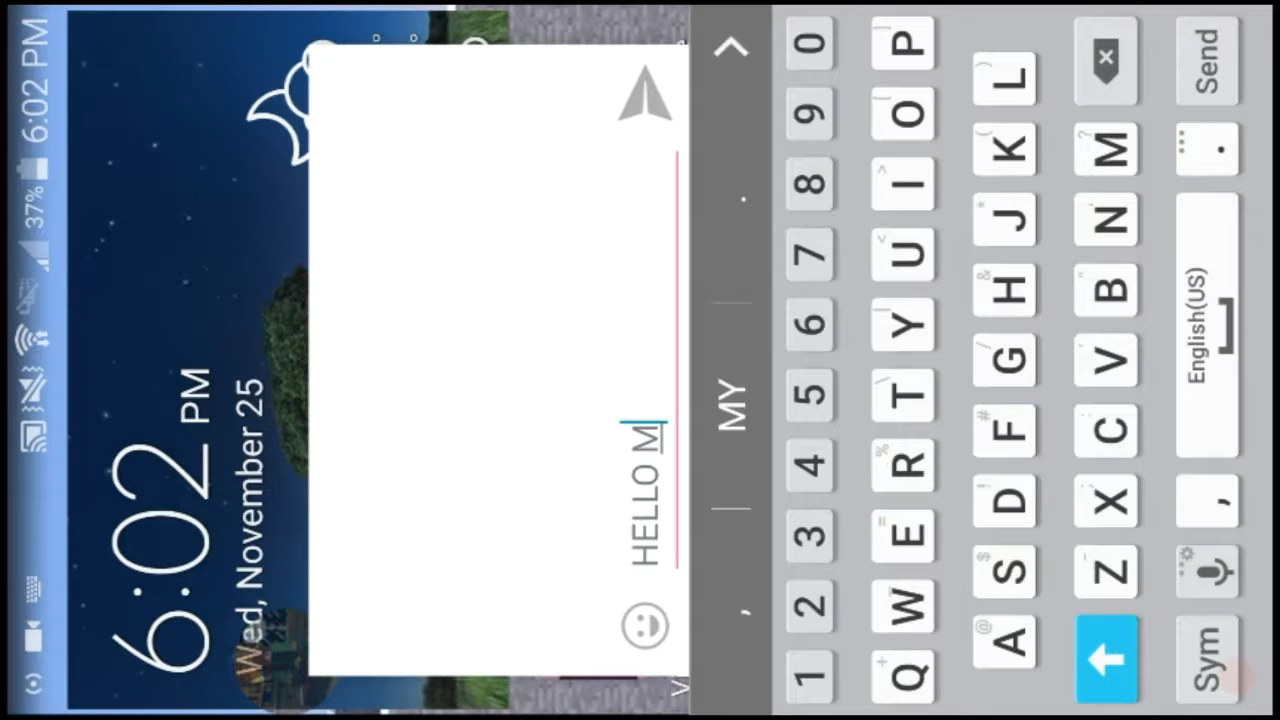 37% 6:02 PM
6:02 PM
Wed, November 25
HELLO M
, MY .
1 2 3 4 5 6 7 8 9 0
Q W E R T Y U I O P
A S D F G H J K L
Z X C V B N M
Sym , English(US) . Send